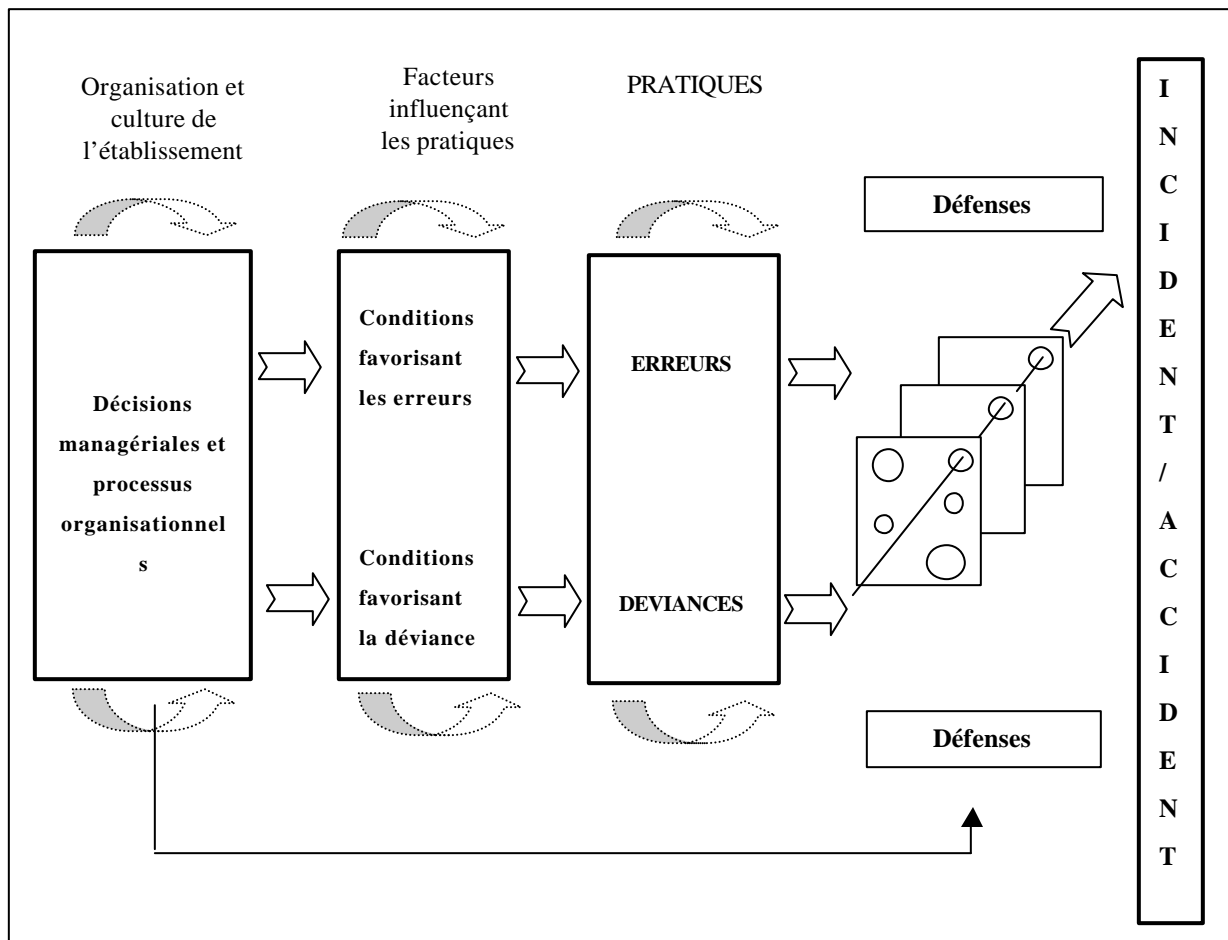 Organisation et
culture de
l’établissement
Facteurs
influençant
les pratiques
PRATIQUES
Défenses
Décisions
managériales et
processus
organisationnel
s
Conditions
favorisant
les erreurs
Conditions
favorisant
la déviance
ERREURS
DEVIANCES
Défenses
I
N
C
I
D
E
N
T
/
A
C
C
I
D
E
N
T